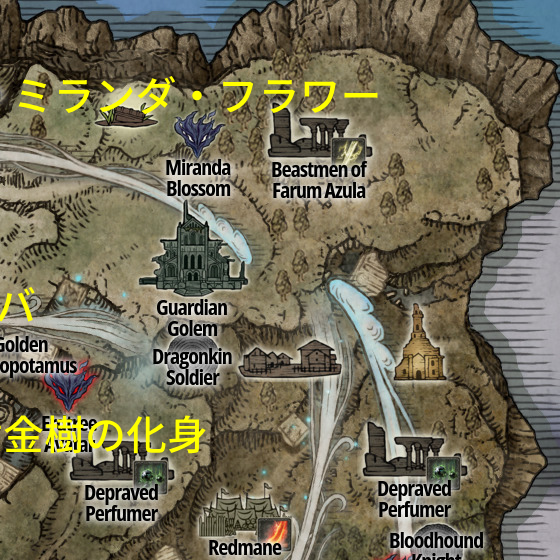 ミランダ・フラワー
Miranda
Blossom
Beastmen of
Farum Azula
Guardian
Golem
バ
Golden
opotamus
Dragonkin
Soldier
金樹の化身
Depraved
Perfumer
Depraved
Perfumer
Redmane
Bloodhound
Knight